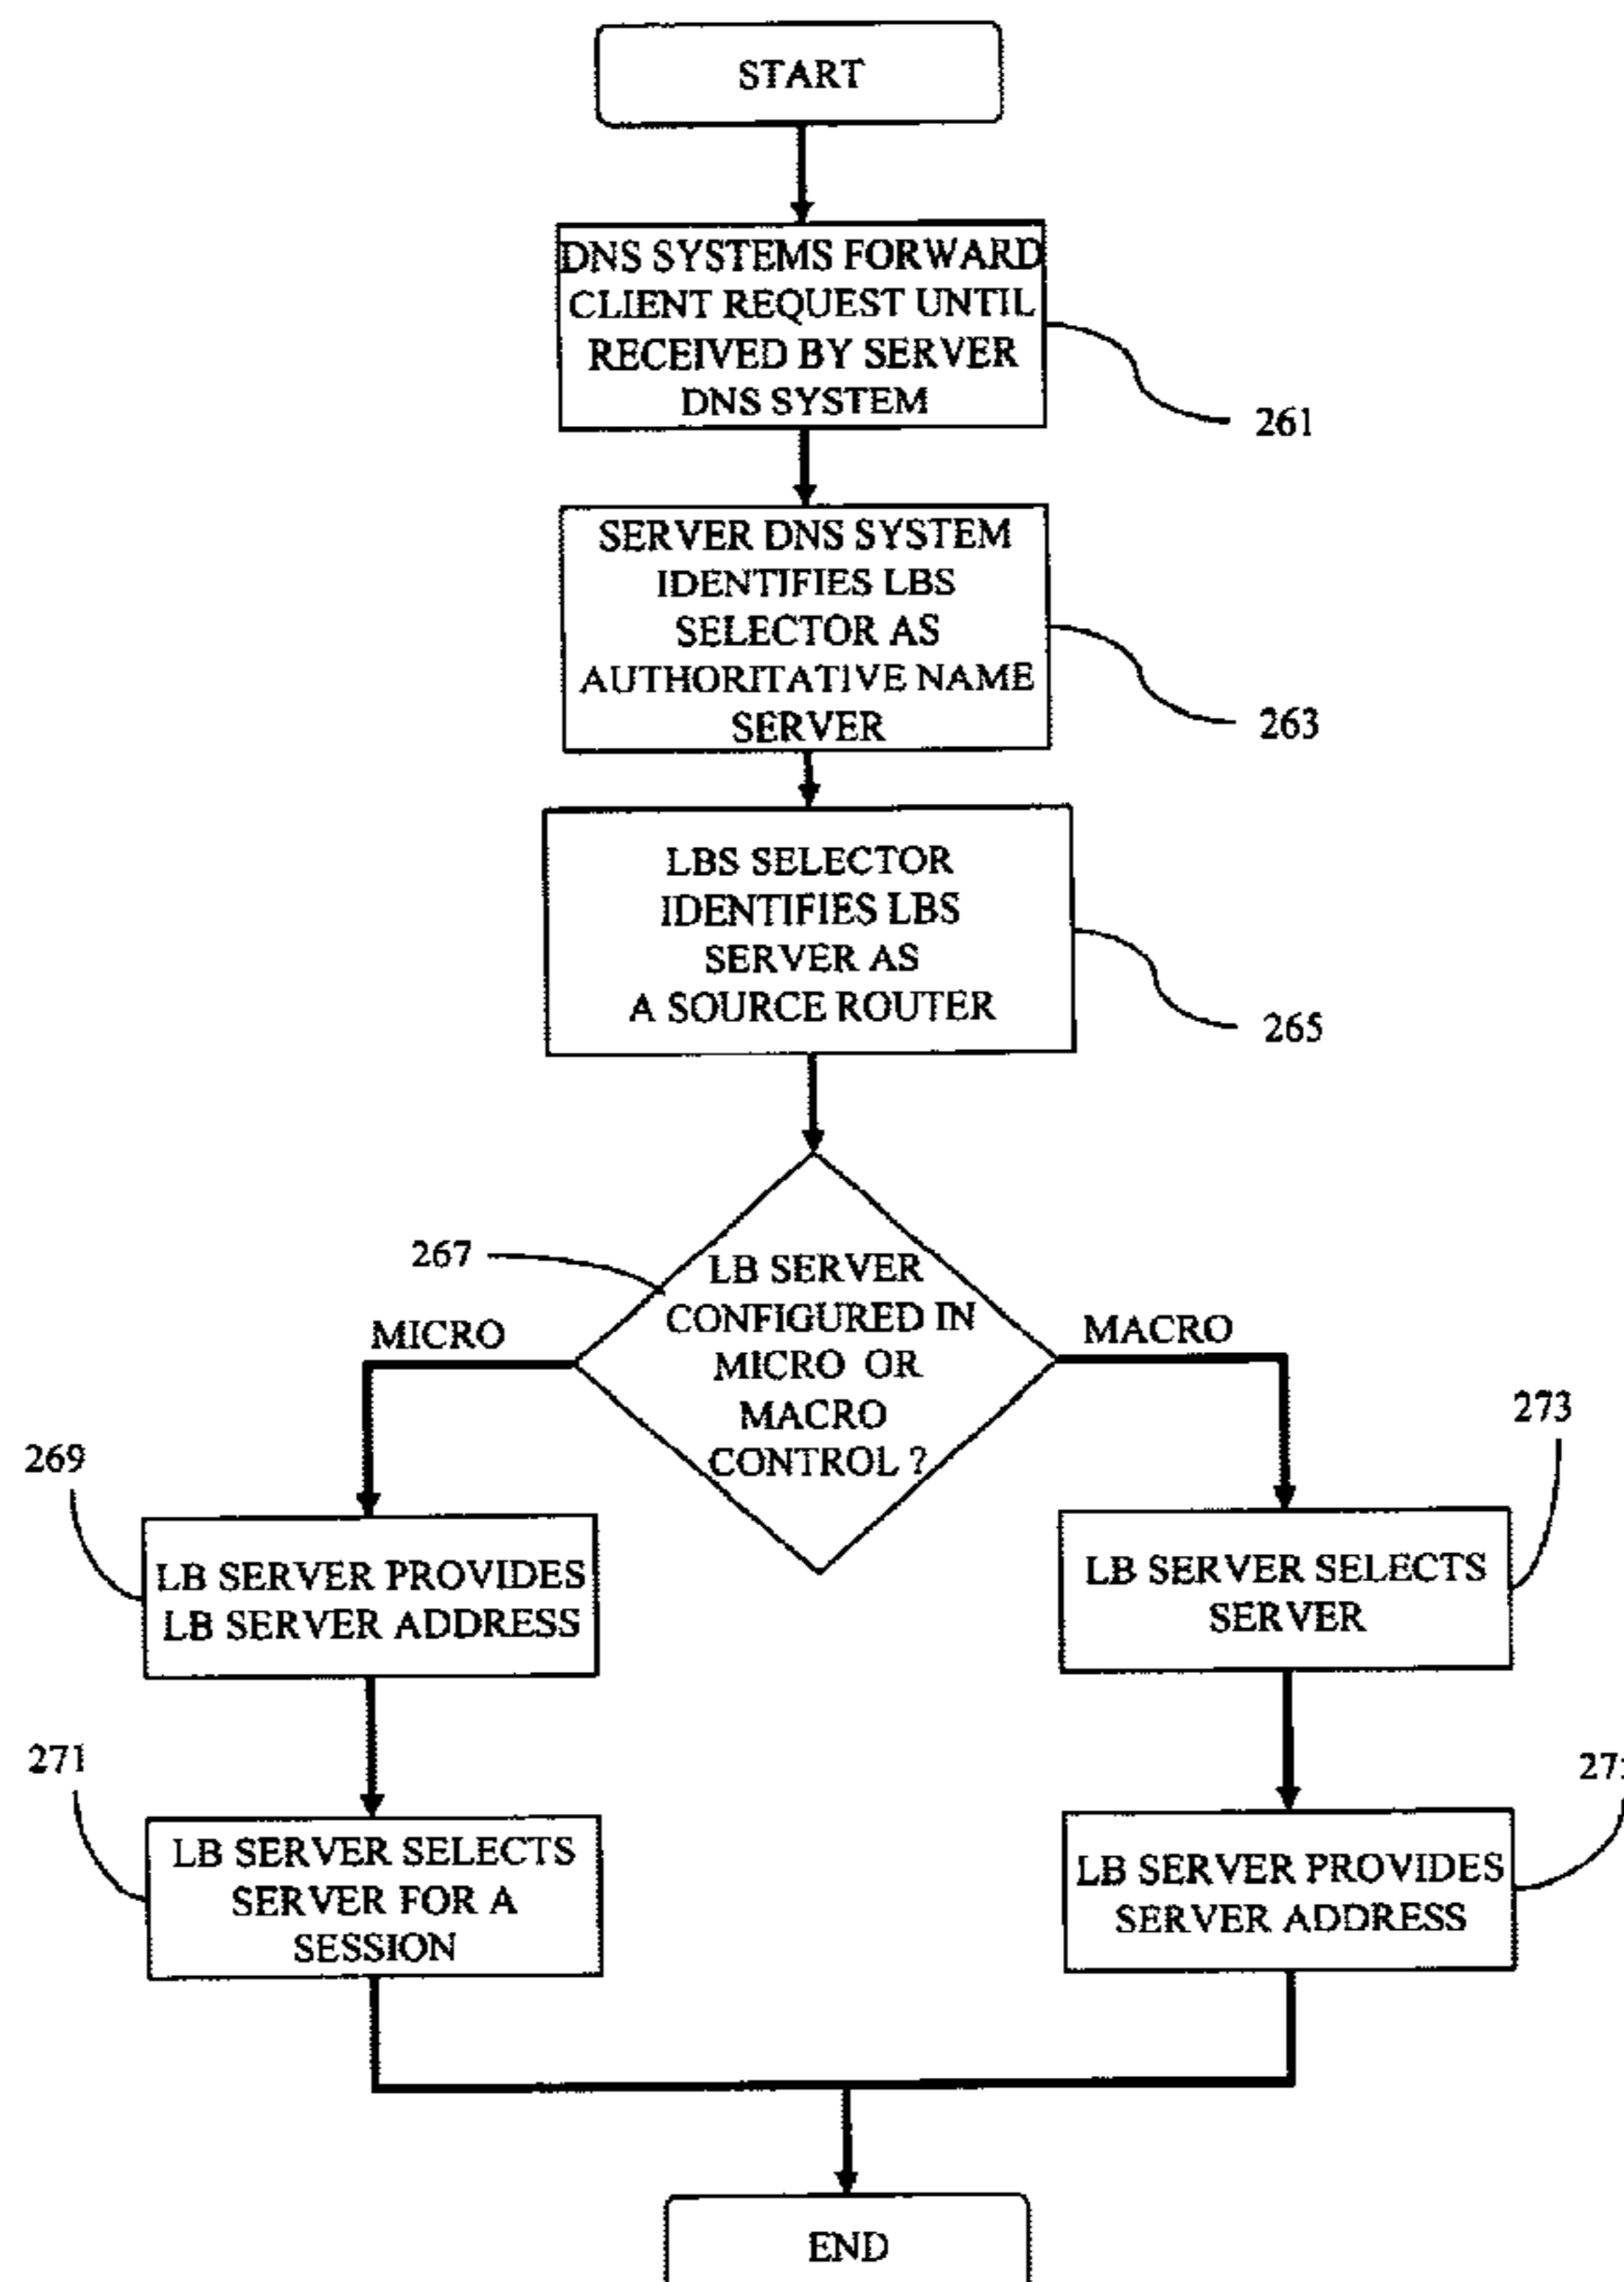 START
DNS SYSTEMS FORWARD
CLIENT REQUEST UNTIL
RECEIVED BY SERVER
DNS SYSTEM
261
SERVER DNS SYSTEM
IDENTIFIES LBS
SELECTOR AS
AUTHORITATIVE NAME
SERVER
263
LBS SELECTOR
IDENTIFIES LBS
SERVER AS
A SOURCE ROUTER
265
267
LB SERVER
CONFIGURED IN
MICRO OR
MACRO
CONTROL ?
MICRO
MACRO
269
LB SERVER PROVIDES
LB SERVER ADDRESS
273
LB SERVER SELECTS
SERVER
271
LB SERVER SELECTS
SERVER FOR A
SESSION
LB SERVER PROVIDES
SERVER ADDRESS
END